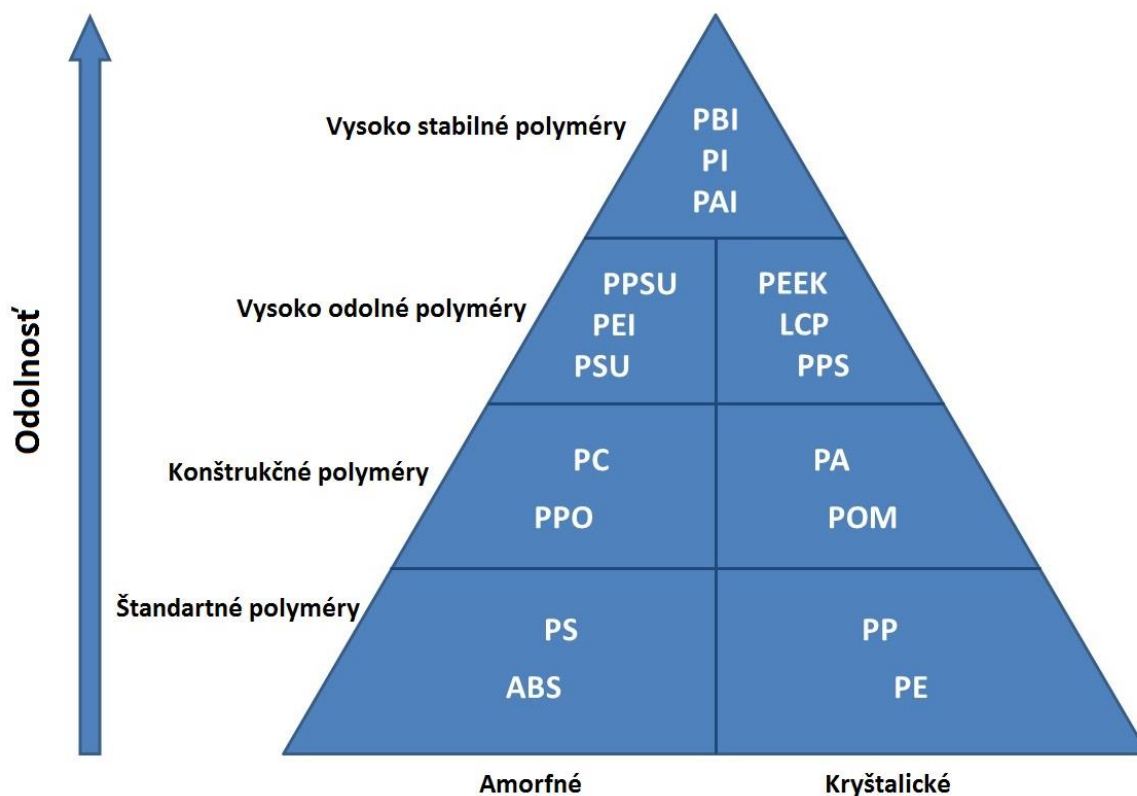 Odolnosť
Vysoko stabilné polyméry
PBI
PI
PAI
Vysoko odolné polyméry
PPSU
PEI
PSU
PEEK
LCP
PPS
Konštrukčné polyméry
PC
PPO
PA
POM
Štandartné polyméry
PS
ABS
PP
PE
Amorfné
Kryštalické